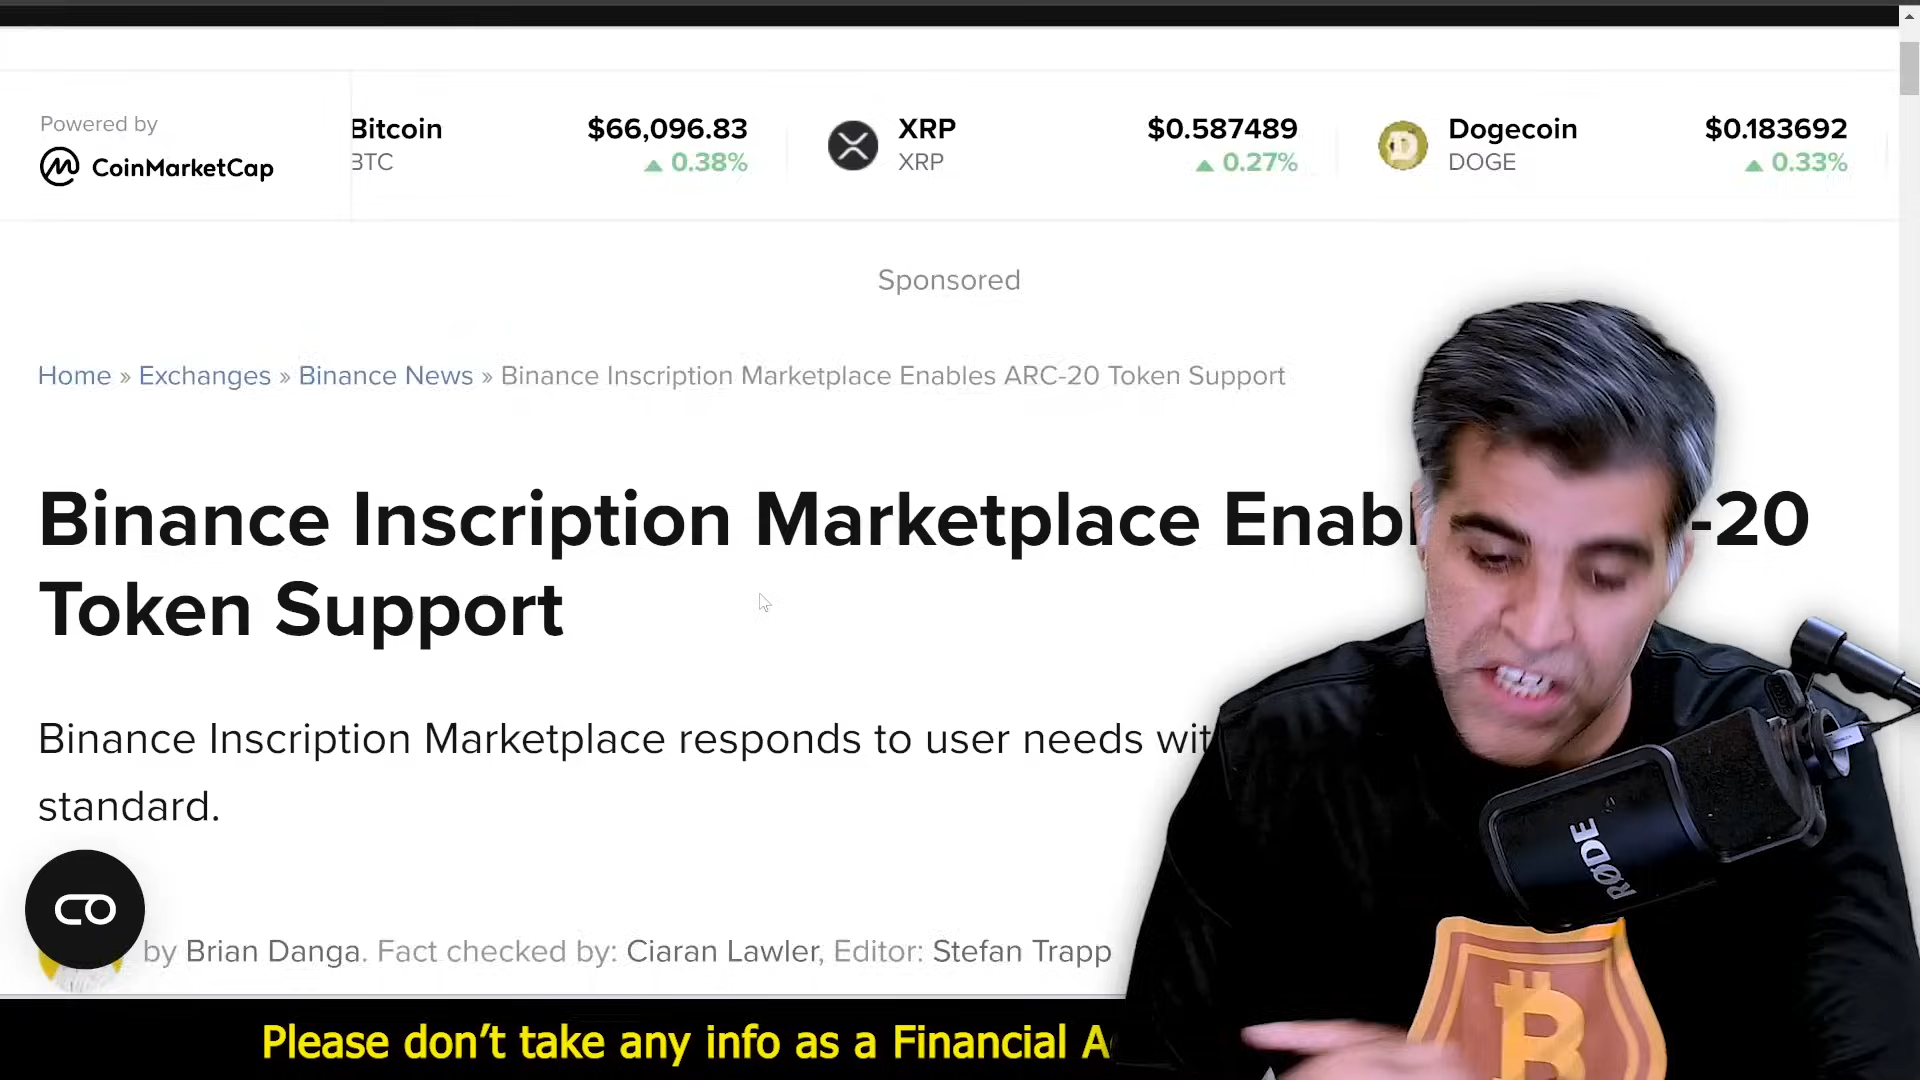 Powered by
CoinMarketCap
Bitcoin
BTC
$66,096.83
0.38%
XRP
XRP
$0.587489
0.27%
Dogecoin
DOGE
$0.183692
0.33%
Sponsored
Home » Exchanges » Binance News » Binance Inscription Marketplace Enables ARC-20 Token Support
Binance Inscription Marketplace Enabl -20
Token Support
Binance Inscription Marketplace responds to user needs wit
standard.
by Brian Danga. Fact checked by: Ciaran Lawler, Editor: Stefan Trapp
Please don't take any info as a Financial A
RØDE